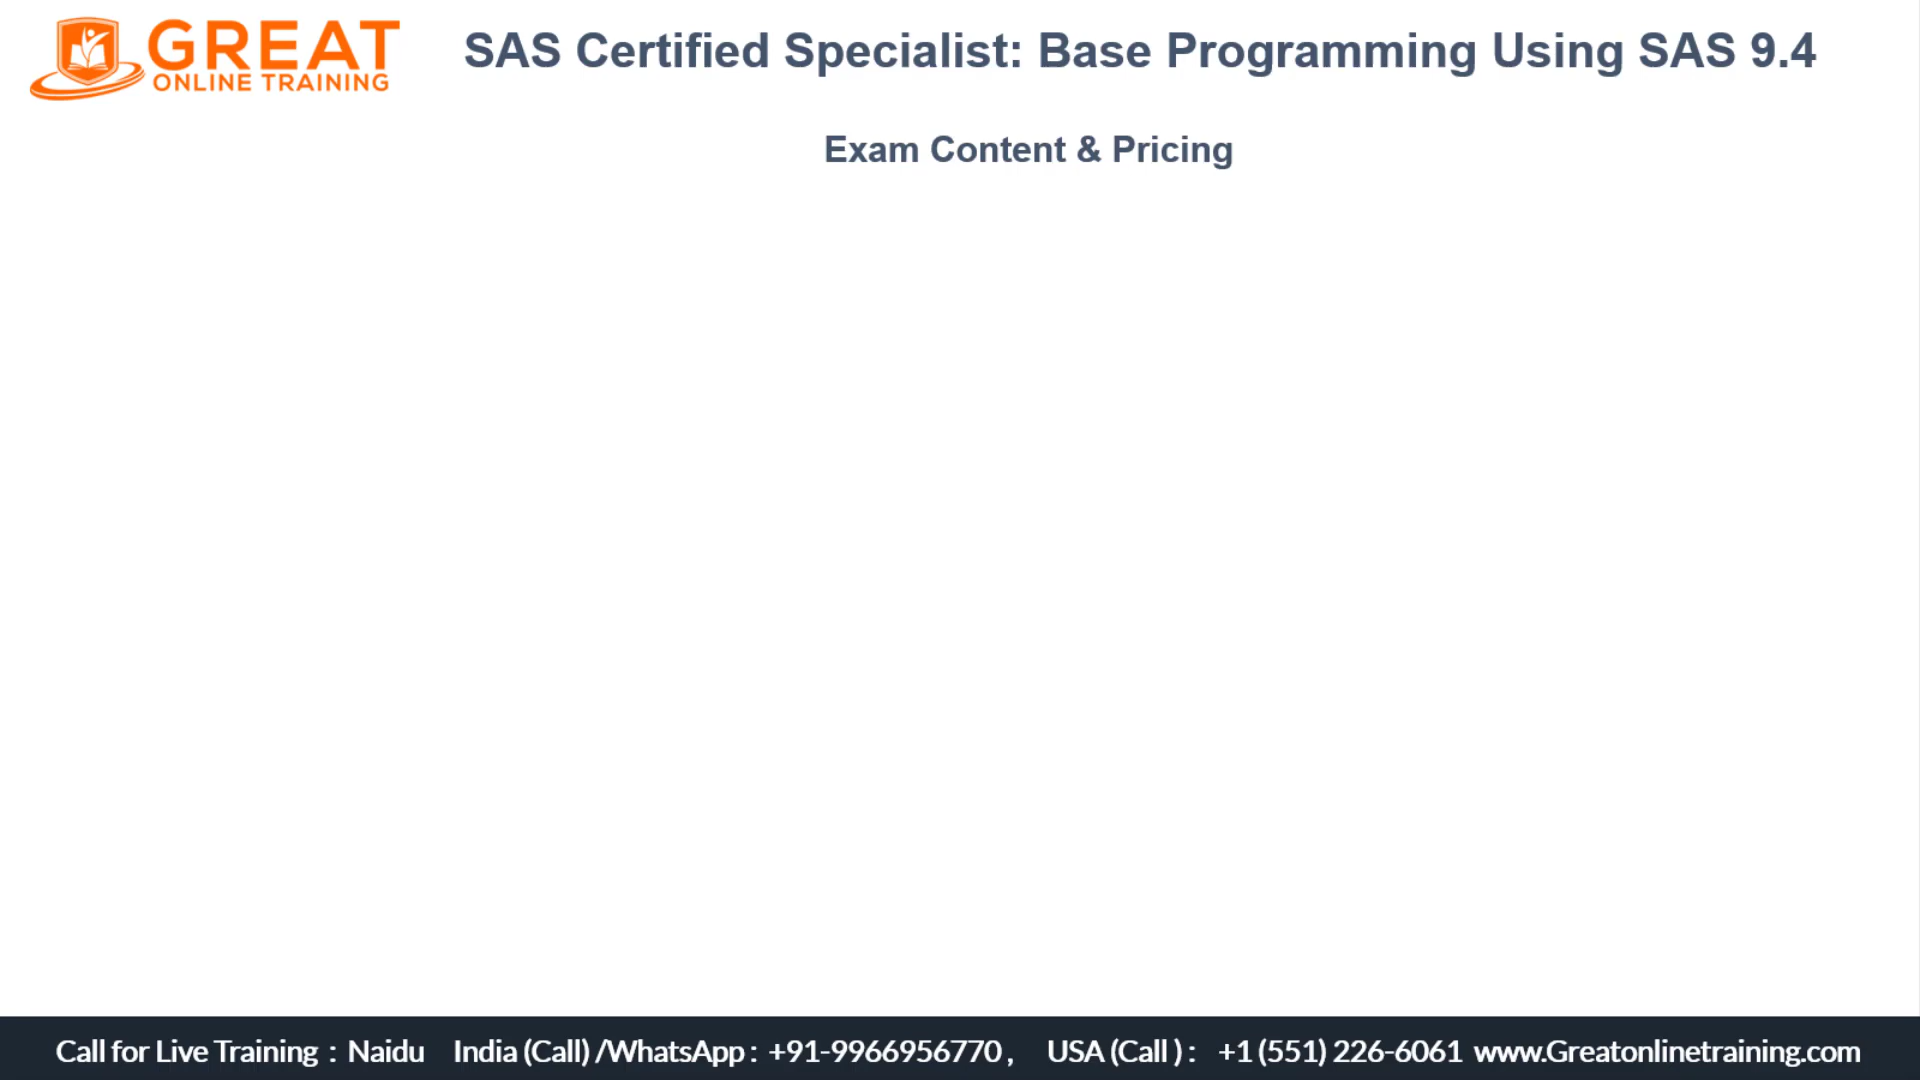 GREAT
ONLINE TRAINING
SAS Certified Specialist: Base Programming Using SAS 9.4
Exam Content & Pricing
Call for Live Training : Naidu India (Call) /WhatsApp : +91-9966956770 , USA (Call ) : +1 (551) 226-6061 www.Greatonlinetraining.com